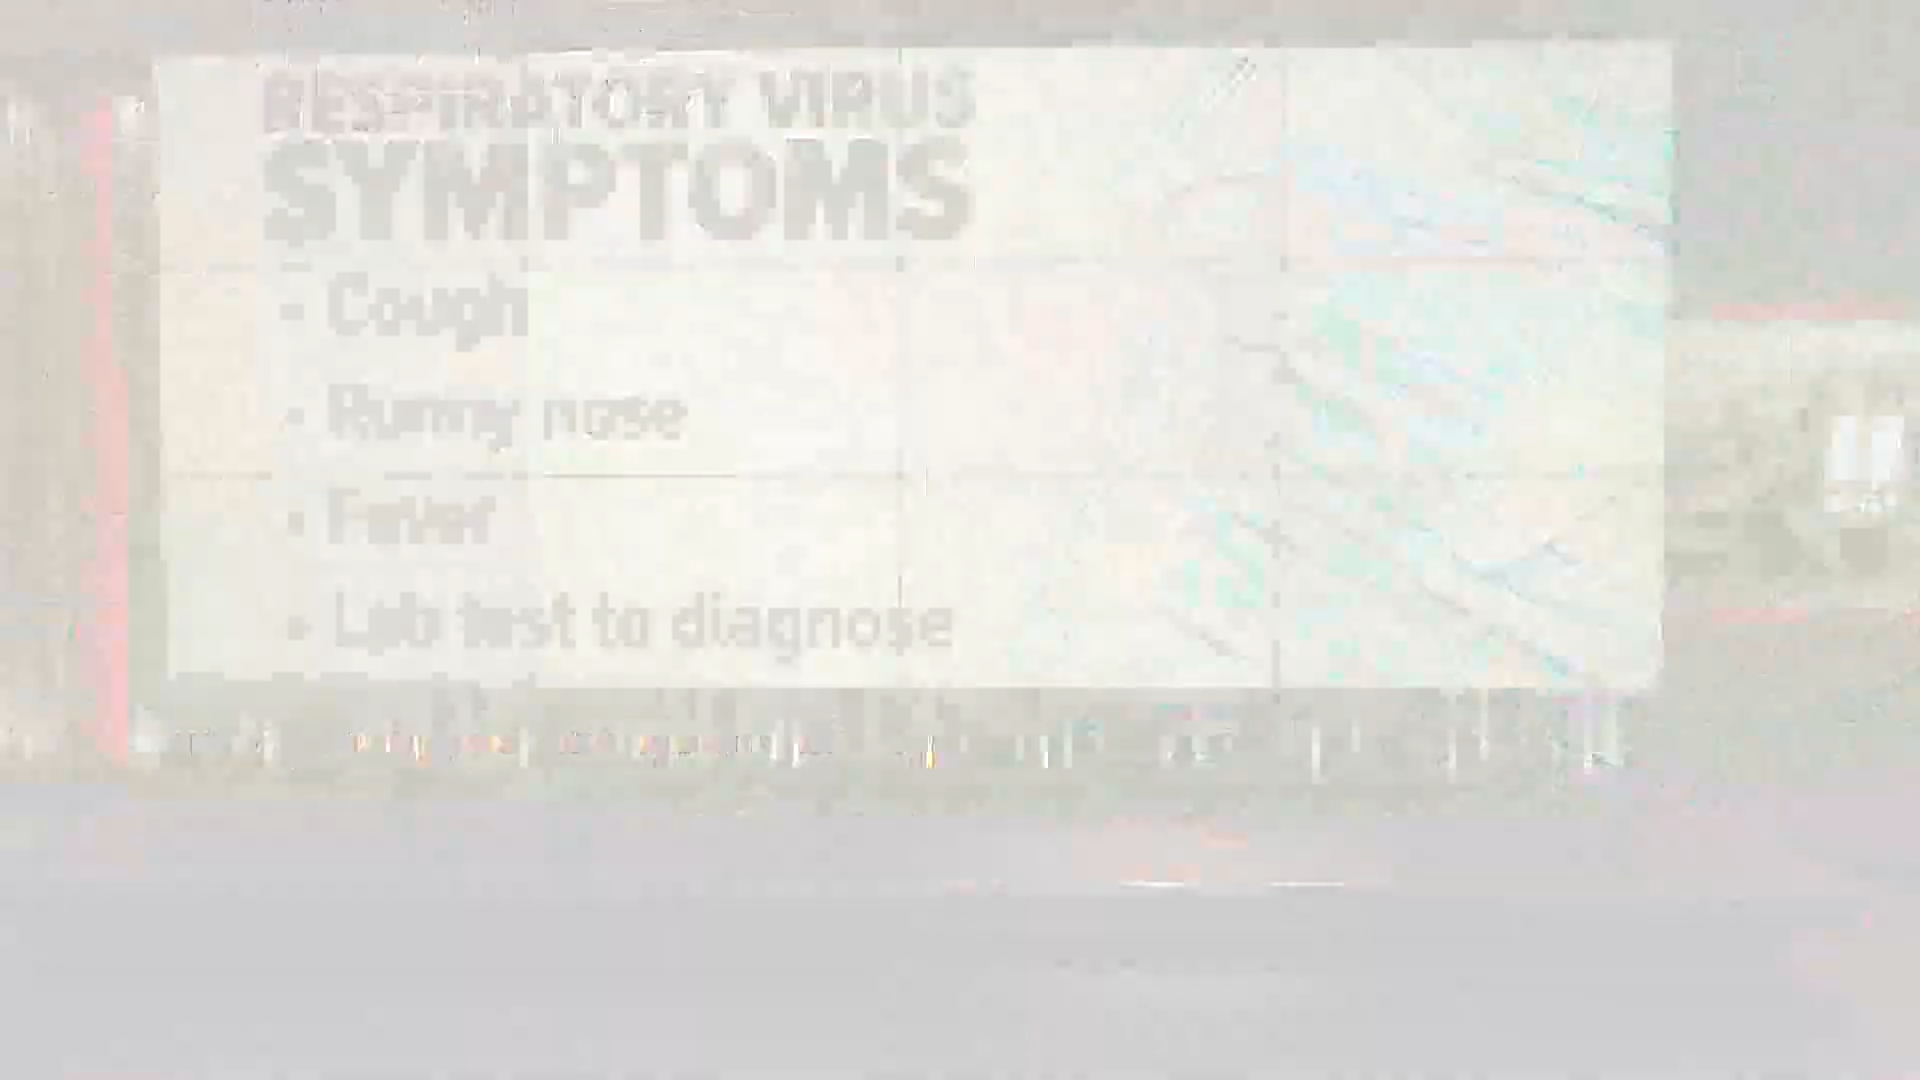 RESPIRATORY VIRUS
SYMPTOMS
• Cough
• Runny nose
• Fever
• Lab test to diagnose